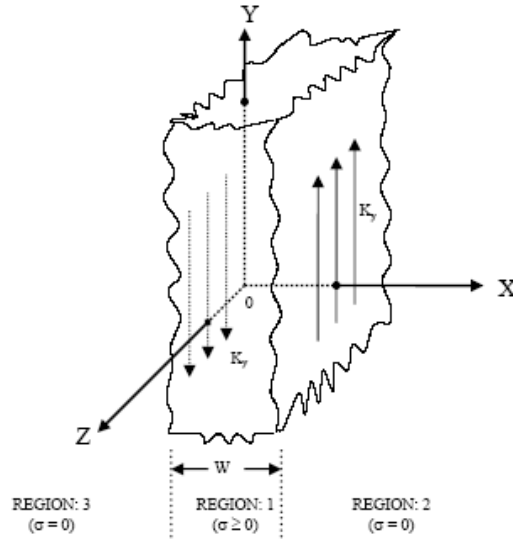 Y
K_y
X
0
K_y
Z
W
REGION: 3
(σ = 0)
REGION: 1
(σ ≥ 0)
REGION: 2
(σ = 0)